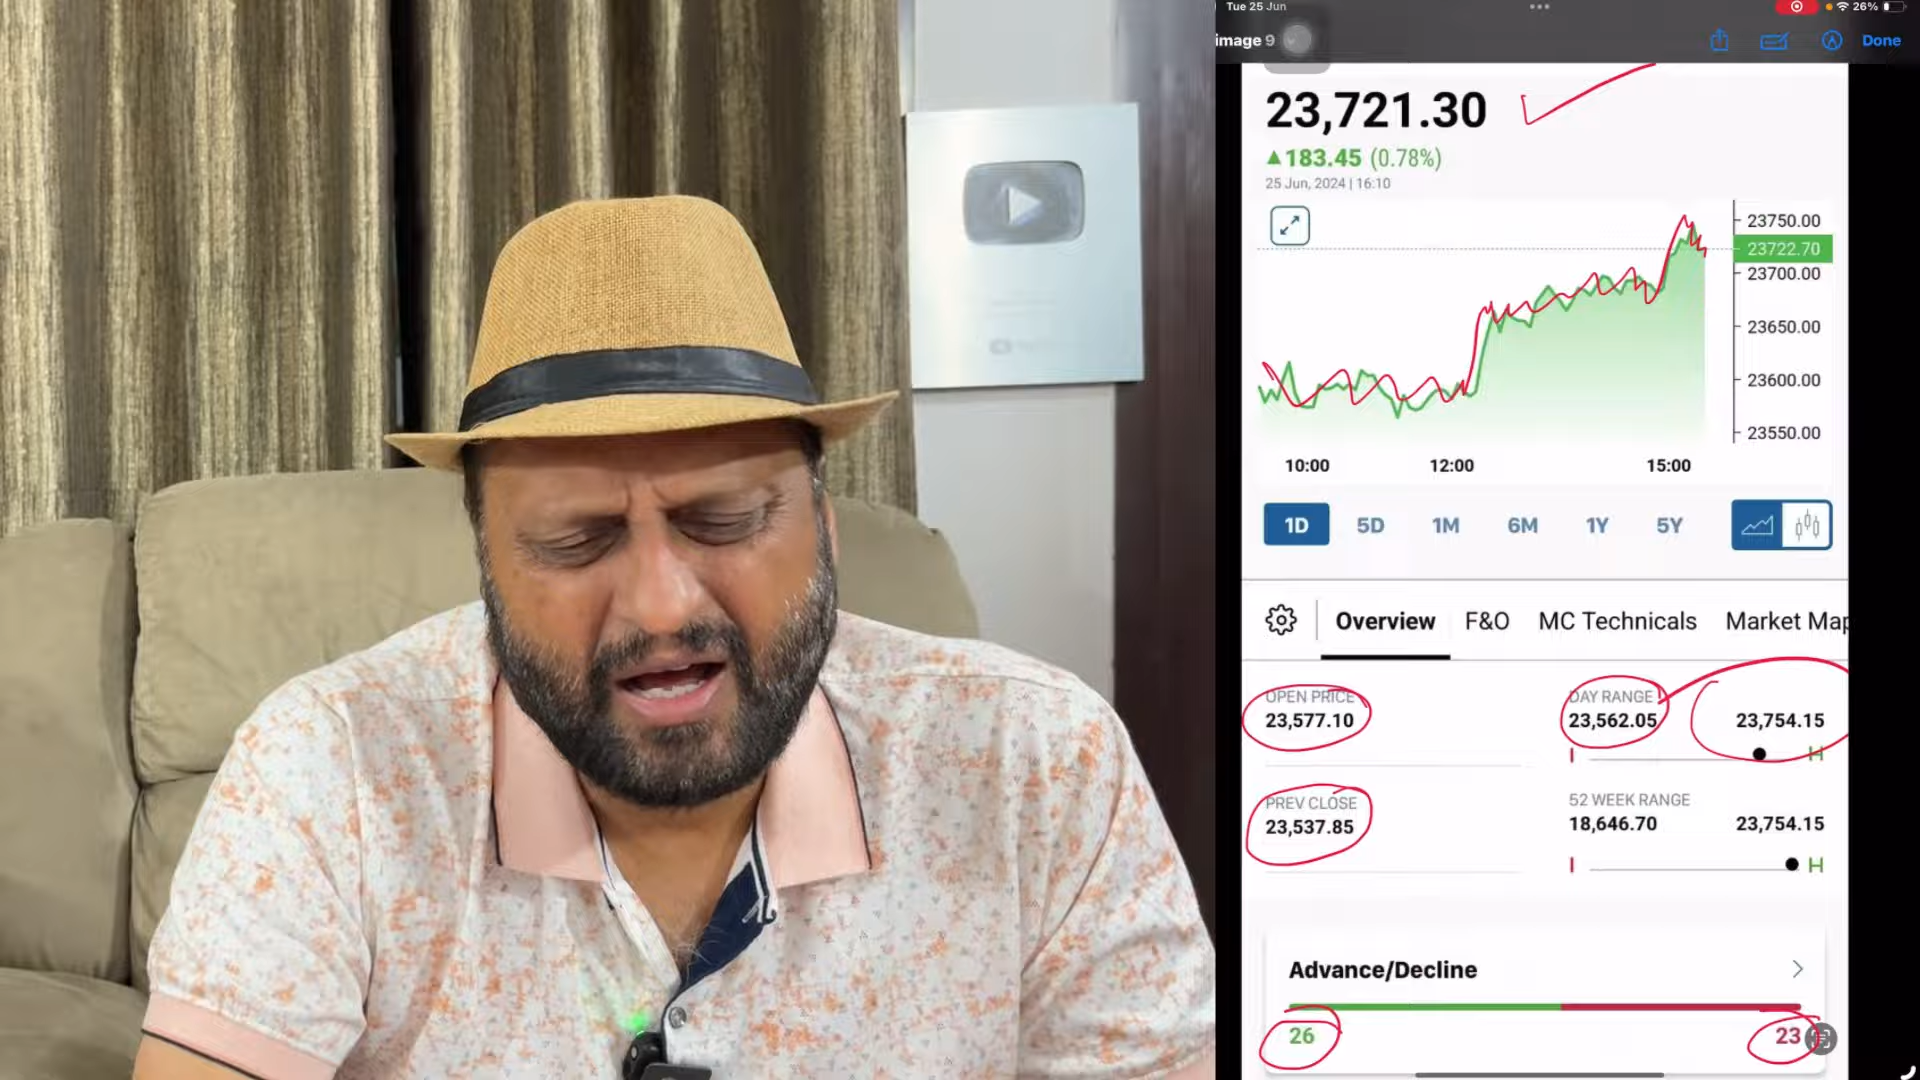 Tue 25 Jun
26%
image 9
Done
23,721.30
▲183.45 (0.78%)
25 Jun, 2024 | 16:10
23750.00
23722.70
23700.00
23650.00
23600.00
23550.00
10:00 12:00 15:00
1D 5D 1M 6M 1Y 5Y
Overview F&O MC Technicals Market Map
OPEN PRICE
23,577.10
DAY RANGE
23,562.05 23,754.15
H
PREV CLOSE
23,537.85
52 WEEK RANGE
18,646.70 23,754.15
H
Advance/Decline
26 23